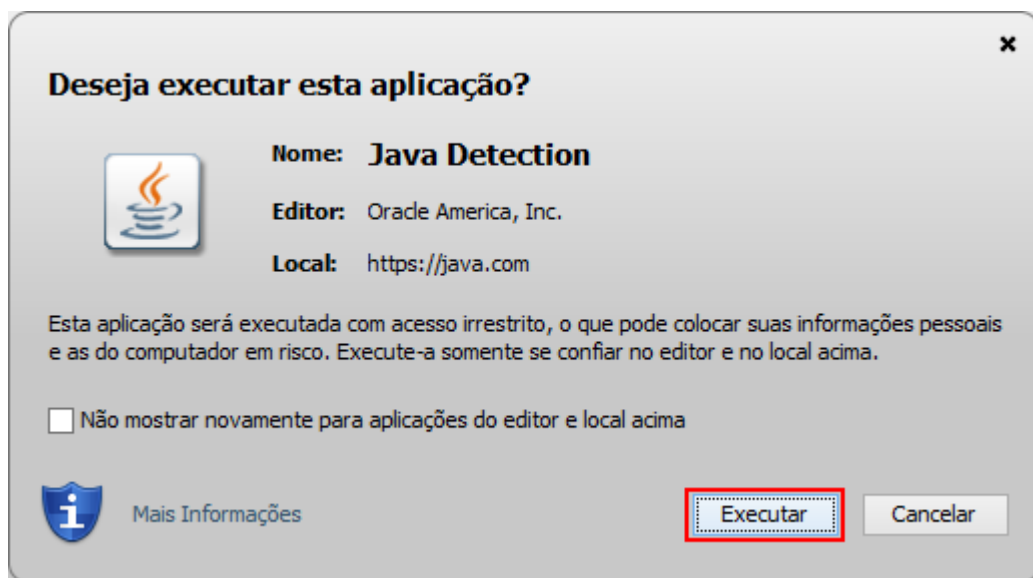 Deseja executar esta aplicação?
Nome: Java Detection
Editor: Oracle America, Inc.
Local: https://java.com
Esta aplicação será executada com acesso irrestrito, o que pode colocar suas informações pessoais
e as do computador em risco. Execute-a somente se confiar no editor e no local acima.
Não mostrar novamente para aplicações do editor e local acima
Mais Informações
Executar
Cancelar